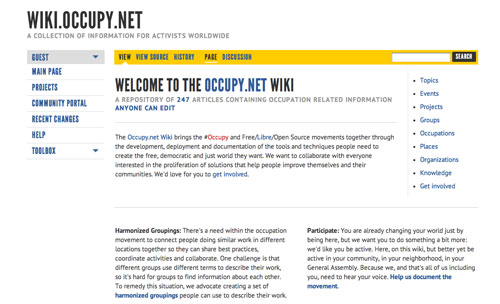 WIKI.OCCUPY.NET
A COLLECTION OF INFORMATION FOR ACTIVISTS WORLDWIDE
GUEST
MAIN PAGE
PROJECTS
COMMUNITY PORTAL
RECENT CHANGES
HELP
TOOLBOX
VIEW VIEW SOURCE HISTORY PAGE DISCUSSION
SEARCH
WELCOME TO THE OCCUPY.NET WIKI
A REPOSITORY OF 247 ARTICLES CONTAINING OCCUPATION RELATED INFORMATION
ANYONE CAN EDIT
The Occupy.net Wiki brings the #Occupy and Free/Libre/Open Source movements together through
the development, deployment and documentation of the tools and techniques people need to
create the free, democratic and just world they want. We want to collaborate with everyone
interested in the proliferation of solutions that help people improve themselves and their
communities. We'd love for you to get involved.
Topics
Events
Projects
Groups
Occupations
Places
Organizations
Knowledge
Get involved
Harmonized Groupings: There's a need within the occupation
movement to connect people doing similar work in different
locations together so they can share best practices,
coordinate activities and collaborate. One challenge is that
different groups use different terms to describe their work,
so it's hard for groups to find information about each other.
To remedy this situation, we advocate creating a set of
harmonized groupings people can use to describe their work.
Participate: You are already changing your world just by
being here, but we want you to do something a bit more:
we'd like you be active. Here, on this wiki, but better yet be
active in your community, in your neighborhood, in your
General Assembly. Because we, and that's all of us including
you, need to hear your voice. Help us document the
movement.